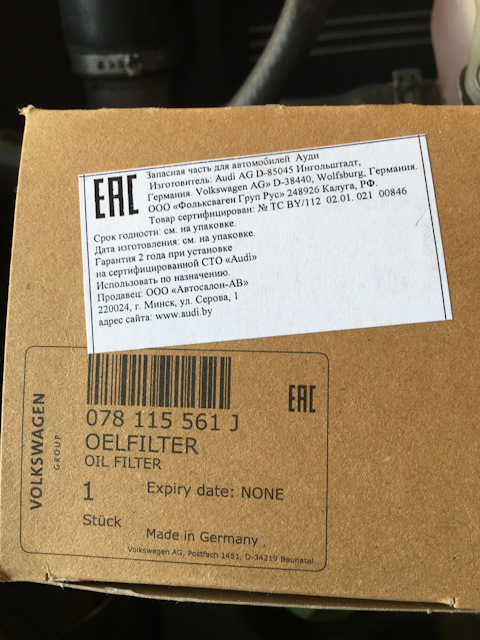 EAC
Запасная часть для автомобилей Ауди
Изготовитель: Audi AG D-85045 Ингольштадт,
Германия. Volkswagen AG» D-38440, Wolfsburg, Германия.
ООО «Фольксваген Груп Рус» 248926 Калуга, РФ.
Товар сертифицирован: № ТС BY/112 02.01. 021 00846
Срок годности: см. на упаковке.
Дата изготовления: см. на упаковке.
Гарантия 2 года при установке
на сертифицированной СТО «Audi»
Использовать по назначению.
Продавец: ООО «Автосалон-АВ»
220024, г. Минск, ул. Серова, 1
адрес сайта: www.audi.by
VOLKSWAGEN
GROUP
EAC
078 115 561 J
OELFILTER
OIL FILTER
1
Expiry date: NONE
Stück
Made in Germany
Volkswagen AG, Postfach 1451, D-34219 Baunatal